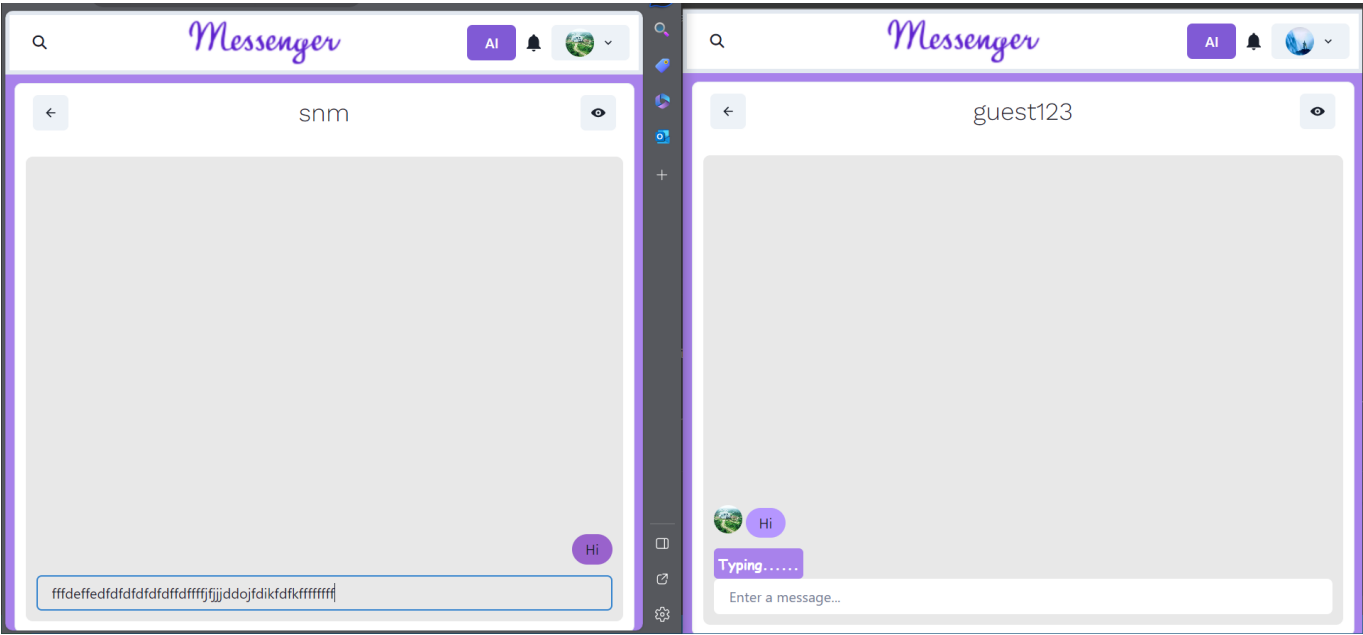 Messenger
AI
snm
Hi
fffdeffedfdfdfdfdfdffdffffjfjjjddojfdikfdfkffffffff
Messenger
AI
guest123
Hi
Typing......
Enter a message...